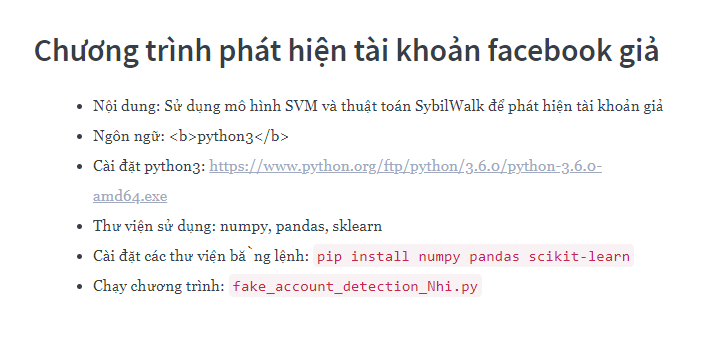 Chương trình phát hiện tài khoản facebook giả
• Nội dung: Sử dụng mô hình SVM và thuật toán SybilWalk để phát hiện tài khoản giả
• Ngôn ngữ: <b>python3</b>
• Cài đặt python3: https://www.python.org/ftp/python/3.6.0/python-3.6.0-
amd64.exe
• Thư viện sử dụng: numpy, pandas, sklearn
• Cài đặt các thư viện bằng lệnh: pip install numpy pandas scikit-learn
• Chạy chương trình: fake_account_detection_Nhi.py